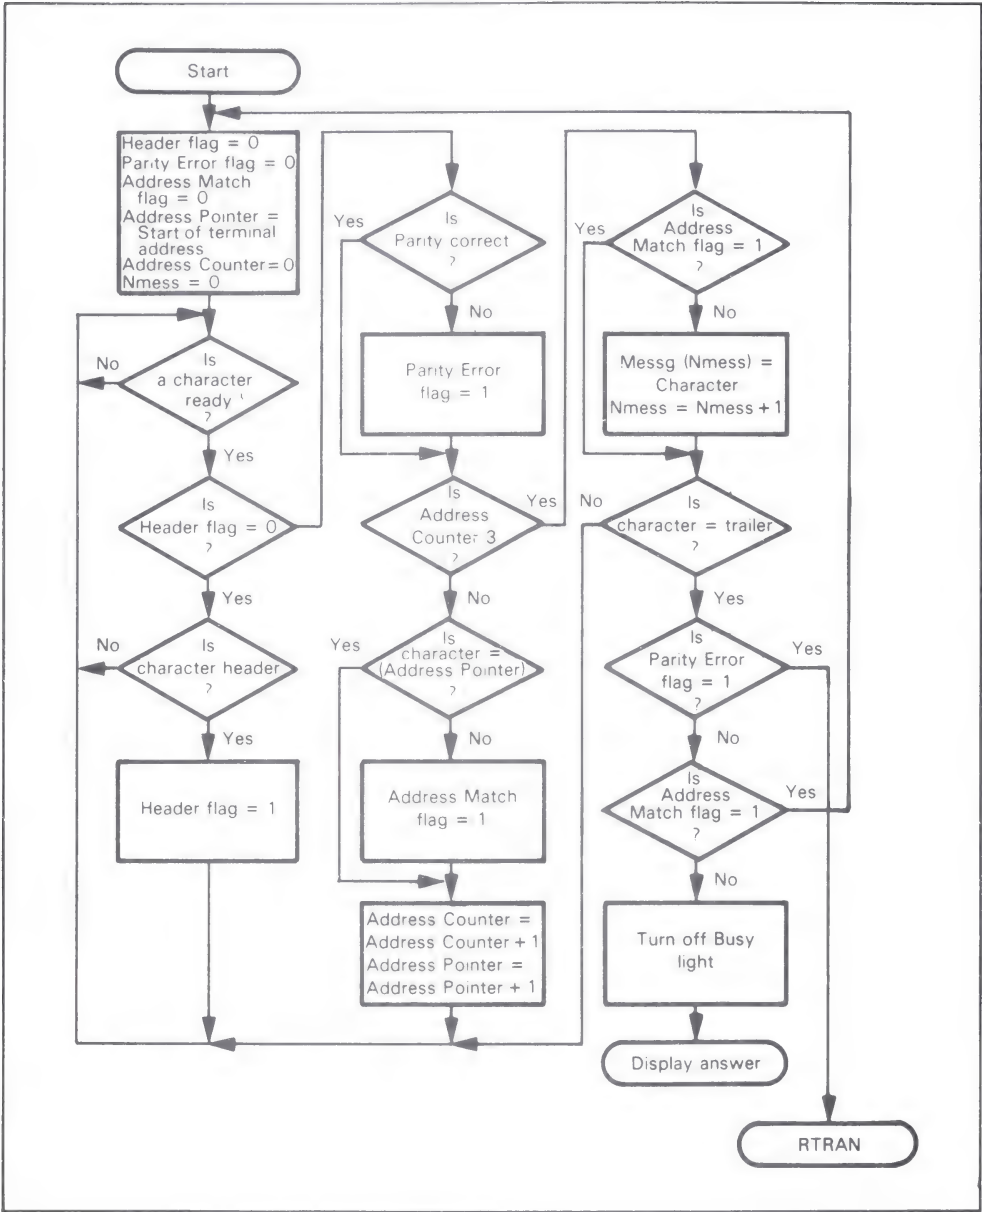 Start
Header flag = 0
Parity Error flag = 0
Address Match
flag = 0
Address Pointer =
Start of terminal
address
Address Counter = 0
Nmess = 0
Is
a character
ready
?
No
Yes
Is
Header flag = 0
?
Yes
Is
character header
?
No
Yes
Header flag = 1
Is
Parity correct
?
Yes
No
Parity Error
flag = 1
Is
Address
Counter 3
?
Yes
No
Is
character =
(Address Pointer)
?
Yes
No
Address Match
flag = 1
Address Counter =
Address Counter + 1
Address Pointer =
Address Pointer + 1
Is
Address
Match flag = 1
?
Yes
No
Messg (Nmess) =
Character
Nmess = Nmess + 1
Is
character = trailer
?
No
Yes
Is
Parity Error
flag = 1
?
Yes
No
Is
Address
Match flag = 1
?
Yes
No
Turn off Busy
light
Display answer
RTRAN